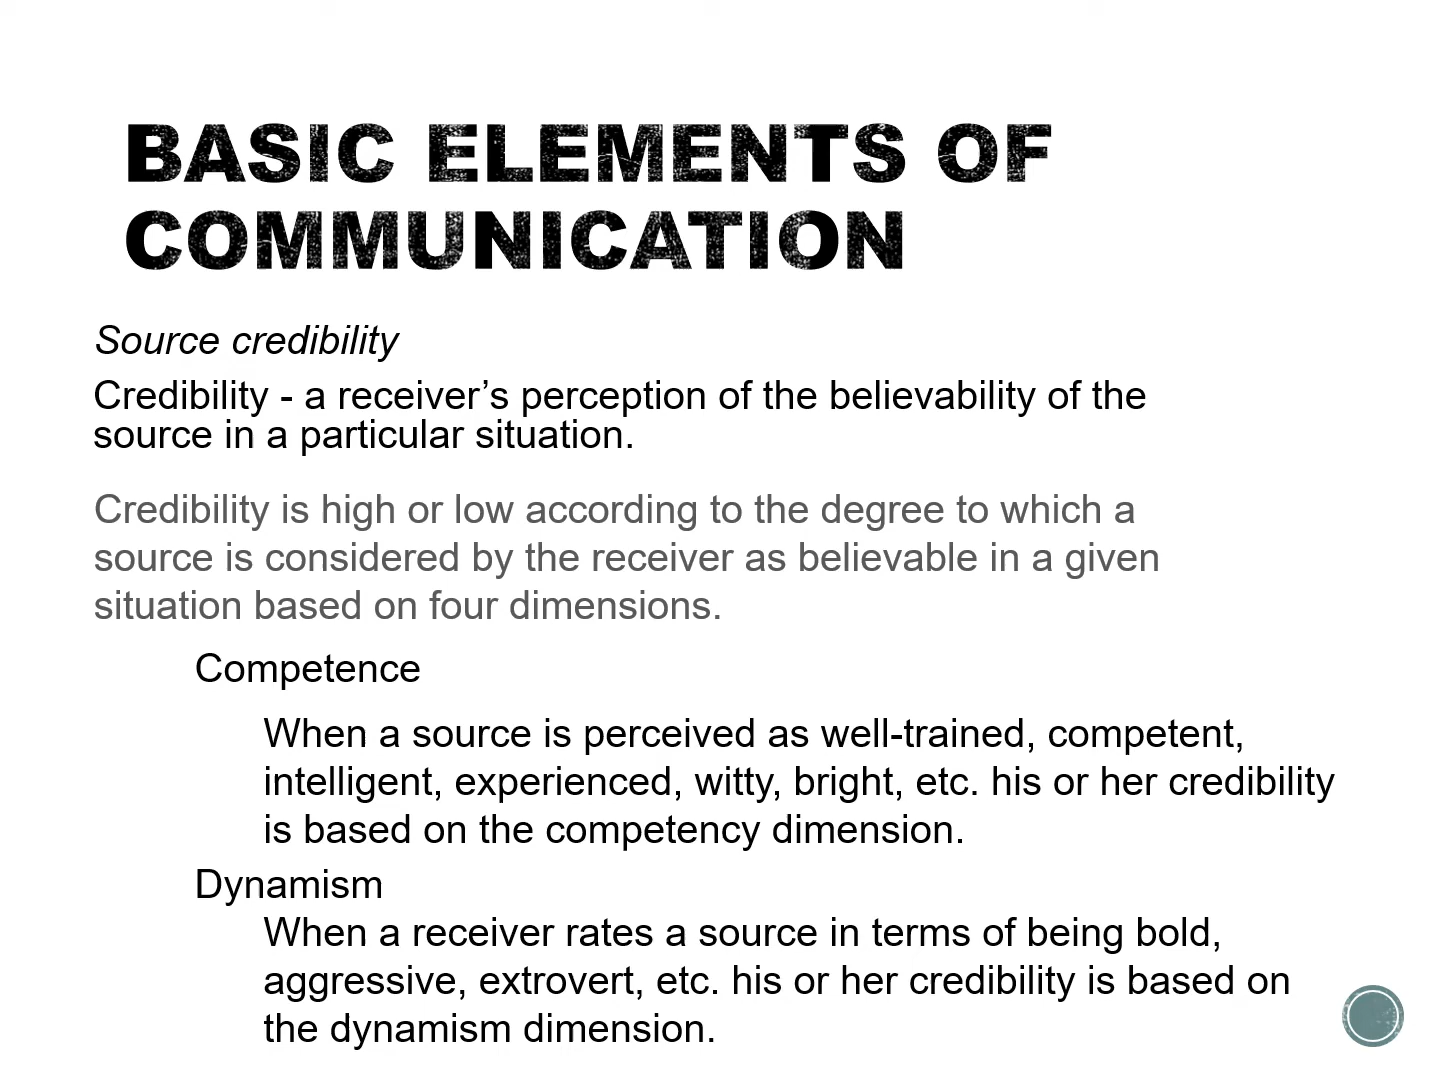 BASIC ELEMENTS OF
COMMUNICATION
Source credibility
Credibility - a receiver’s perception of the believability of the
source in a particular situation.
Credibility is high or low according to the degree to which a
source is considered by the receiver as believable in a given
situation based on four dimensions.
Competence
When a source is perceived as well-trained, competent,
intelligent, experienced, witty, bright, etc. his or her credibility
is based on the competency dimension.
Dynamism
When a receiver rates a source in terms of being bold,
aggressive, extrovert, etc. his or her credibility is based on
the dynamism dimension.